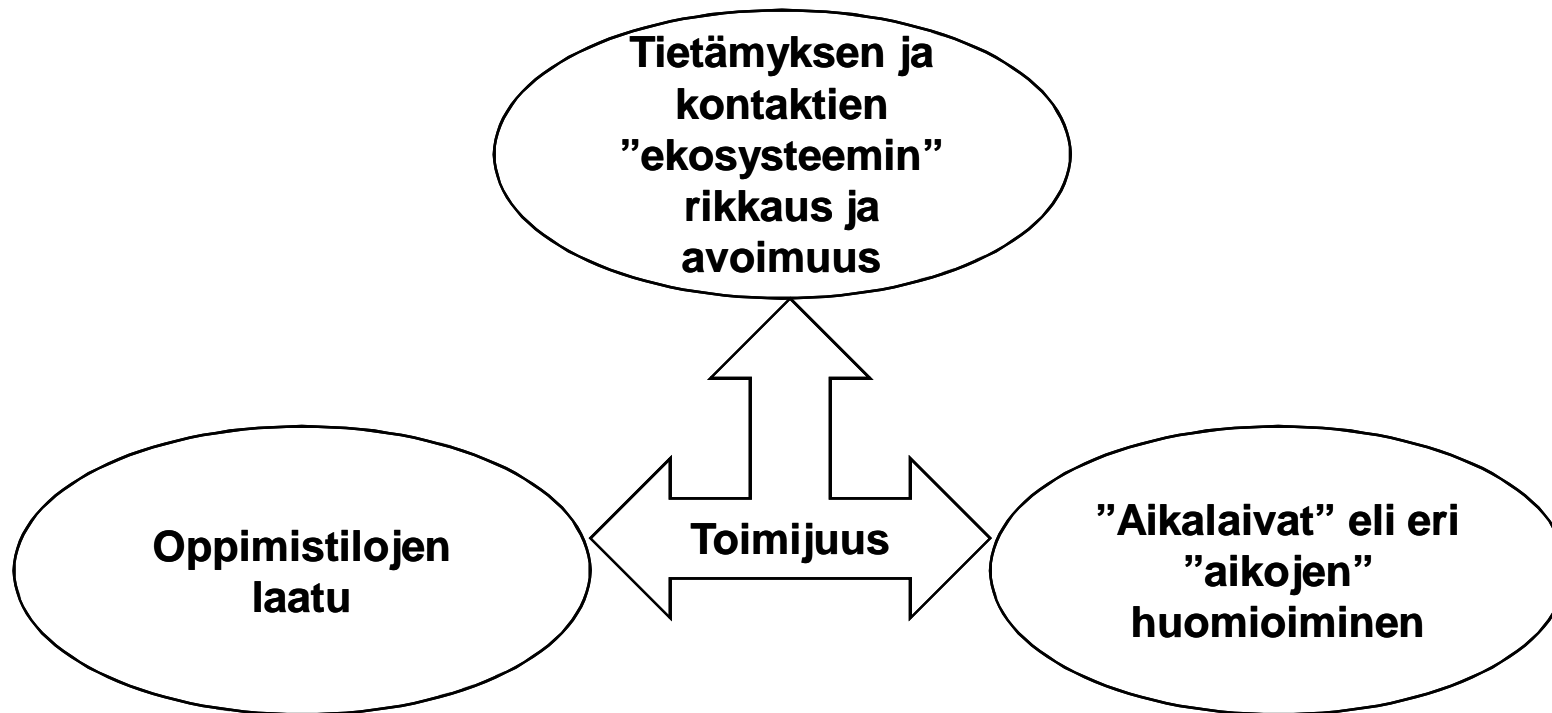 Tietämyksen ja
kontaktien
”ekosysteemin”
rikkaus ja
avoimuus
Oppimistilojen
laatu
Toimijuus
”Aikalaivat” eli eri
”aikojen”
huomioiminen